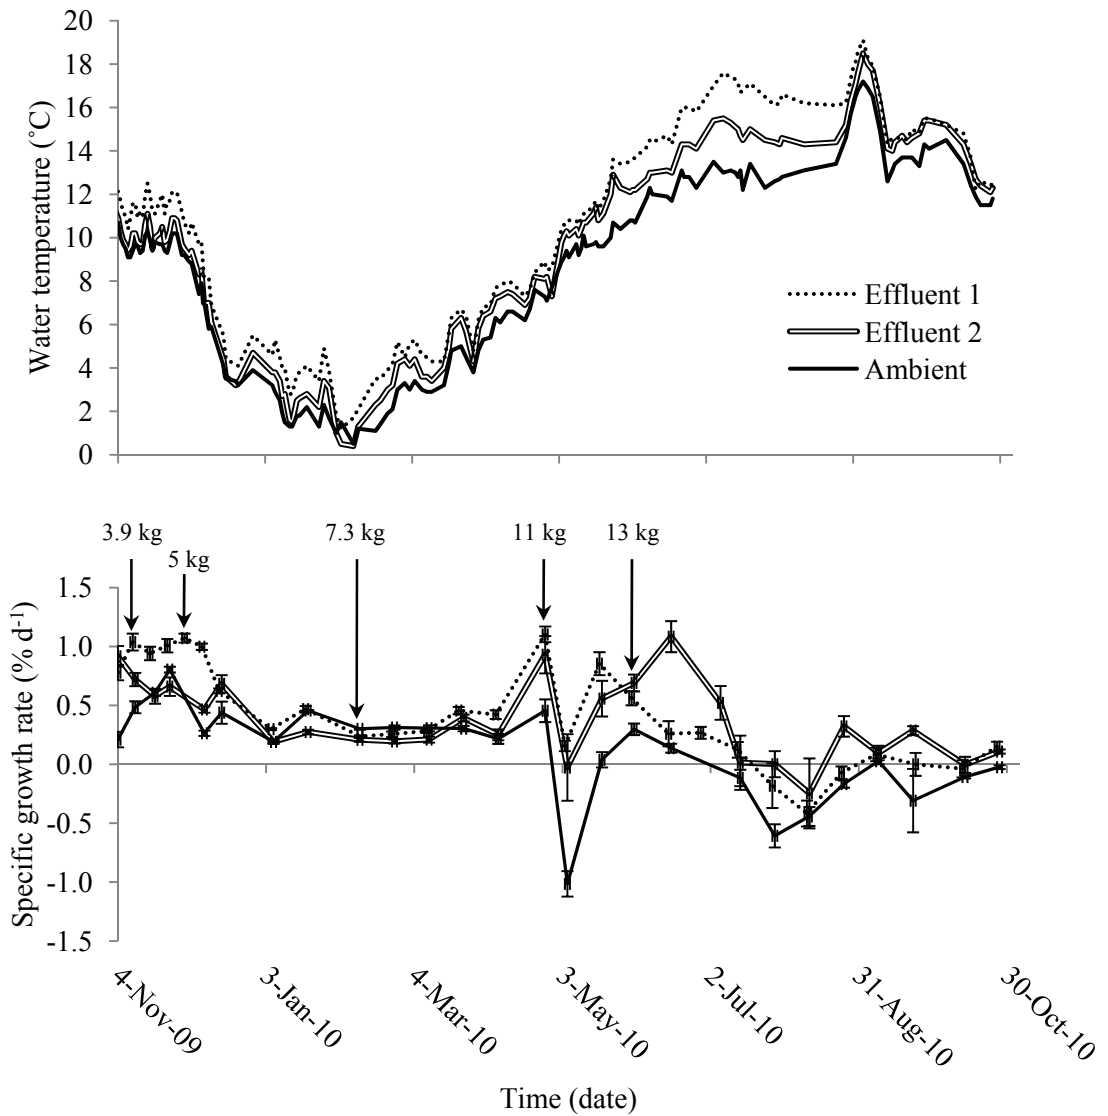 20
18
16
14
12
10
8
6
4
2
0
Water temperature (˚C)
Effluent 1
Effluent 2
Ambient
3.9 kg
5 kg
7.3 kg
11 kg
13 kg
1.5
1.0
0.5
0.0
-0.5
-1.0
-1.5
Specific growth rate (% d-1)
4-Nov-09
3-Jan-10
4-Mar-10
3-May-10
2-Jul-10
31-Aug-10
30-Oct-10
Time (date)